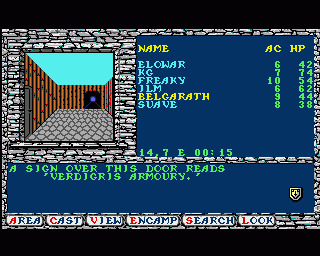 NAME AC HP
ELOWAR 6 42
KG 7 74
FREAKY 10 54
JLM 6 62
BELGARATH 9 44
SUAVE 8 38
14,7 E 00:15
A SIGN OVER THIS DOOR READS
'VERDIGRIS ARMOURY.'
AREA CAST VIEW ENCAMP SEARCH LOOK